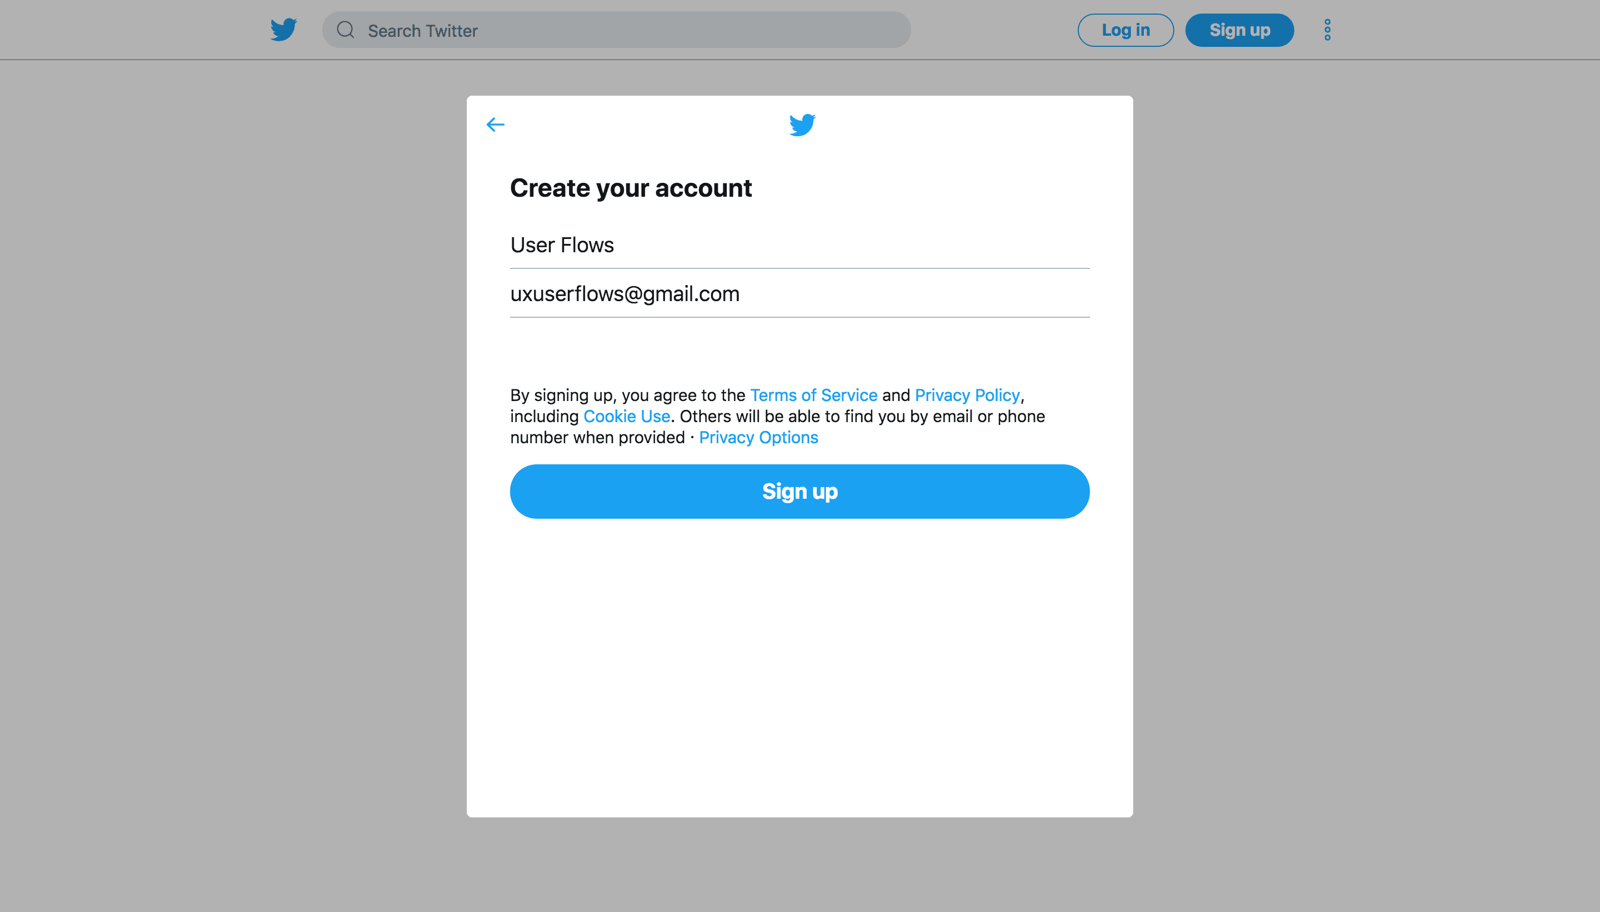 Search Twitter
Log in
Sign up
Create your account
User Flows
uxuserflows@gmail.com
By signing up, you agree to the Terms of Service and Privacy Policy,
including Cookie Use. Others will be able to find you by email or phone
number when provided · Privacy Options
Sign up